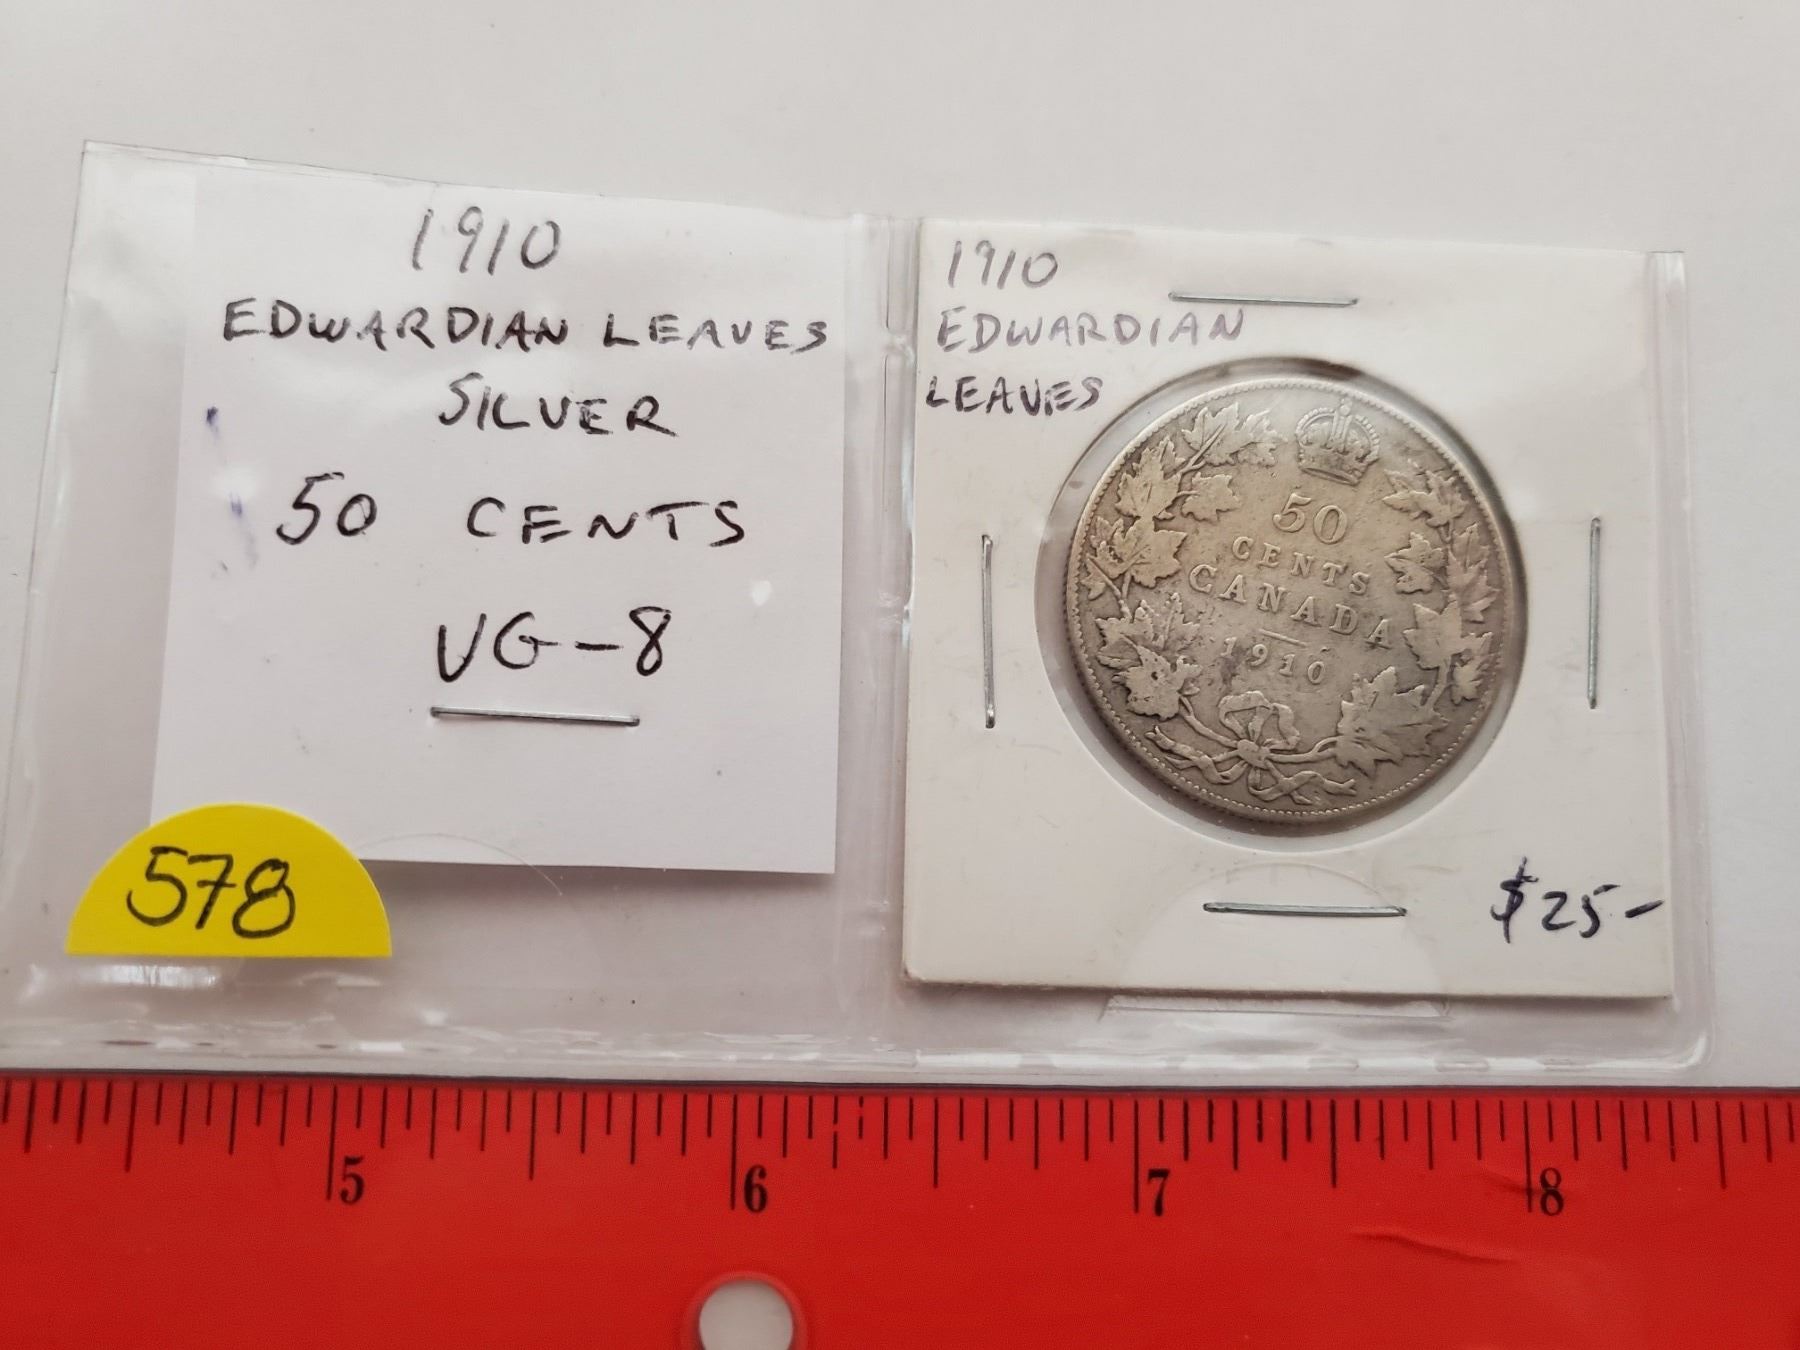 1910
EDWARDIAN LEAVES
SILVER
50 CENTS
VG-8
578
1910
EDWARDIAN
LEAVES
50
CENTS
CANADA
1910
$25-
5 6 7 8